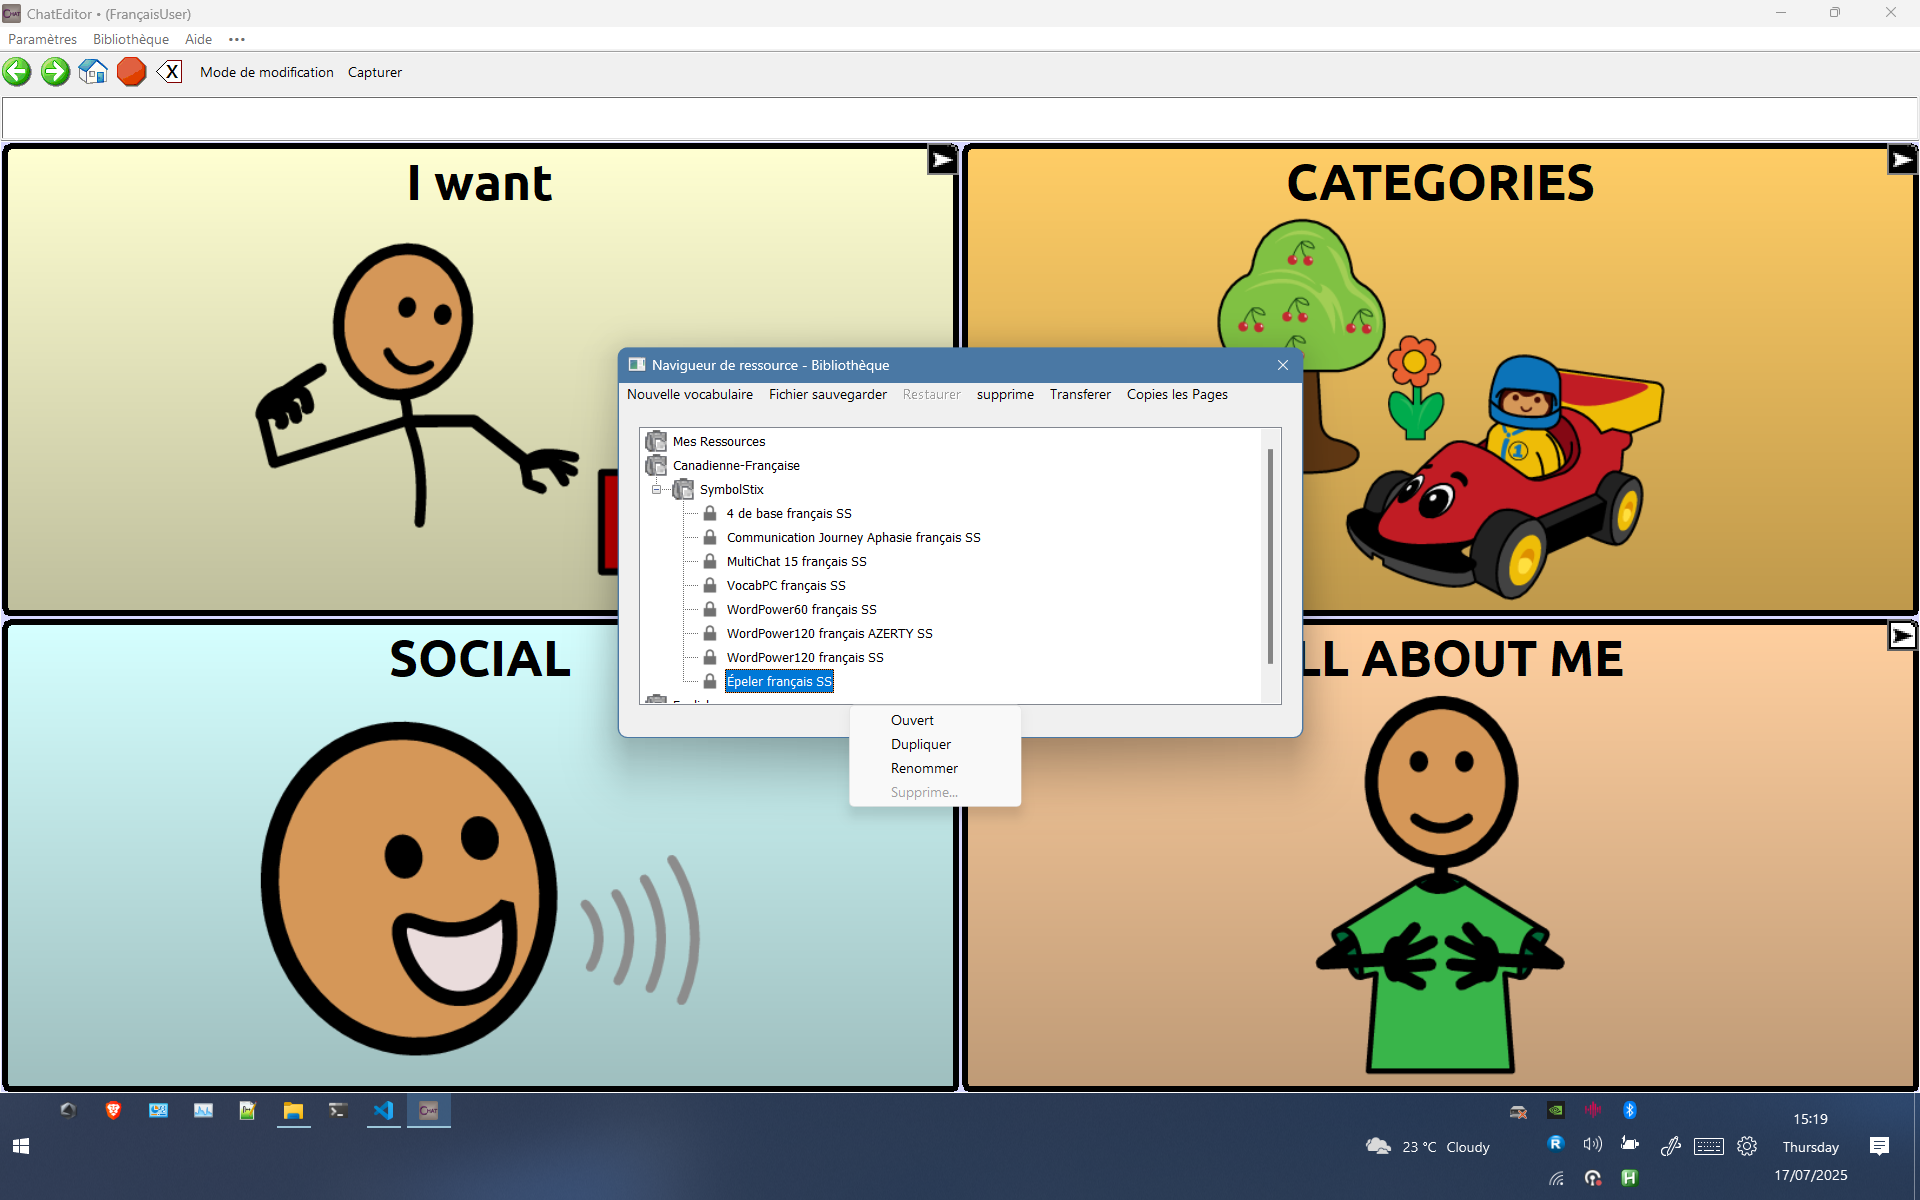 ChatEditor • (FrançaisUser)
Paramètres Bibliothèque Aide •••
X Mode de modification Capturer
I want
CATEGORIES
SOCIAL
LL ABOUT ME
1
Navigueur de ressource - Bibliothèque
Nouvelle vocabulaire Fichier sauvegarder Restaurer supprime Transferer Copies les Pages
Mes Ressources
Canadienne-Française
SymbolStix
4 de base français SS
Communication Journey Aphasie français SS
MultiChat 15 français SS
VocabPC français SS
WordPower60 français SS
WordPower120 français AZERTY SS
WordPower120 français SS
Épeler français SS
Ouvert
Dupliquer
Renommer
Supprime...
23 °C Cloudy
15:19
Thursday
17/07/2025